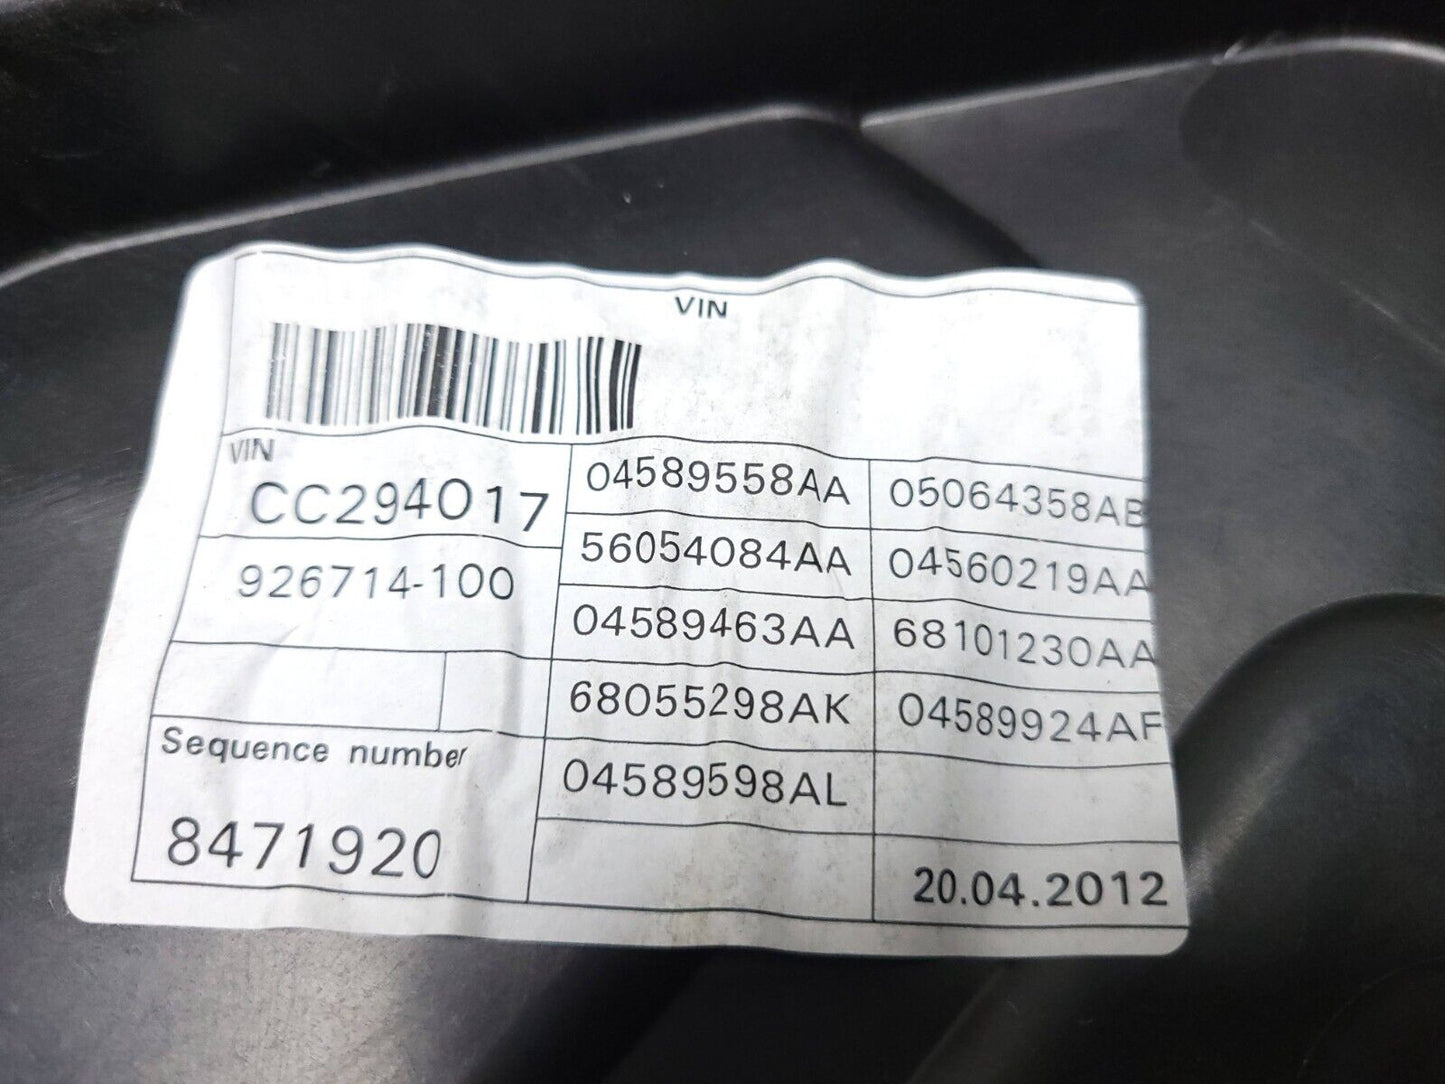 VIN
VIN
CC294017
926714-100
Sequence number
8471920
04589558AA 05064358AB
56054084AA 04560219AA
04589463AA 68101230AA
68055298AK 04589924AF
04589598AL
20.04.2012